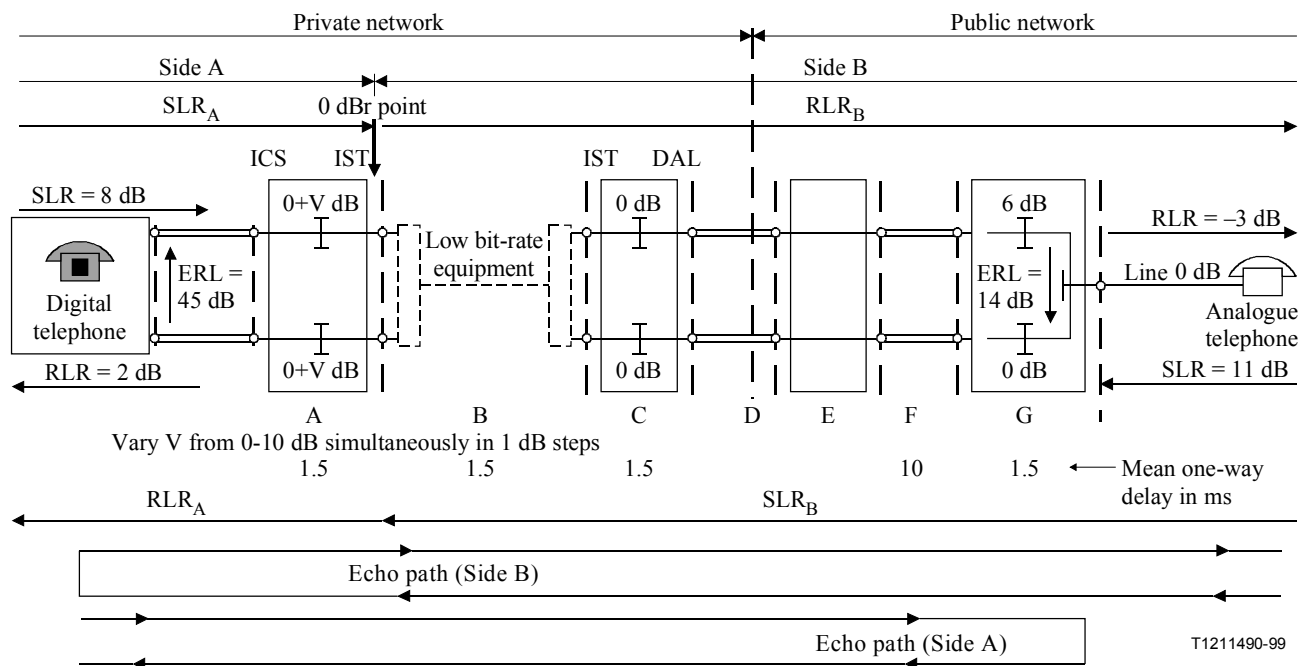 Private network
Public network
Side A
Side B
SLRA
0 dBr point
RLRB
ICS
IST
IST
DAL
SLR = 8 dB
0+V dB
0 dB
6 dB
RLR = –3 dB
Low bit-rate
equipment
ERL =
45 dB
ERL =
14 dB
Line 0 dB
Digital
telephone
Analogue
telephone
RLR = 2 dB
0+V dB
0 dB
0 dB
SLR = 11 dB
A
B
C
D
E
F
G
Vary V from 0-10 dB simultaneously in 1 dB steps
1.5
1.5
1.5
10
1.5
Mean one-way
delay in ms
RLRA
SLRB
Echo path (Side B)
Echo path (Side A)
T1211490-99